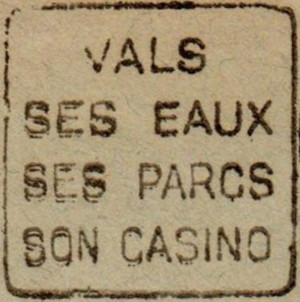 VALS
SES EAUX
SES PARCS
SON CASINO